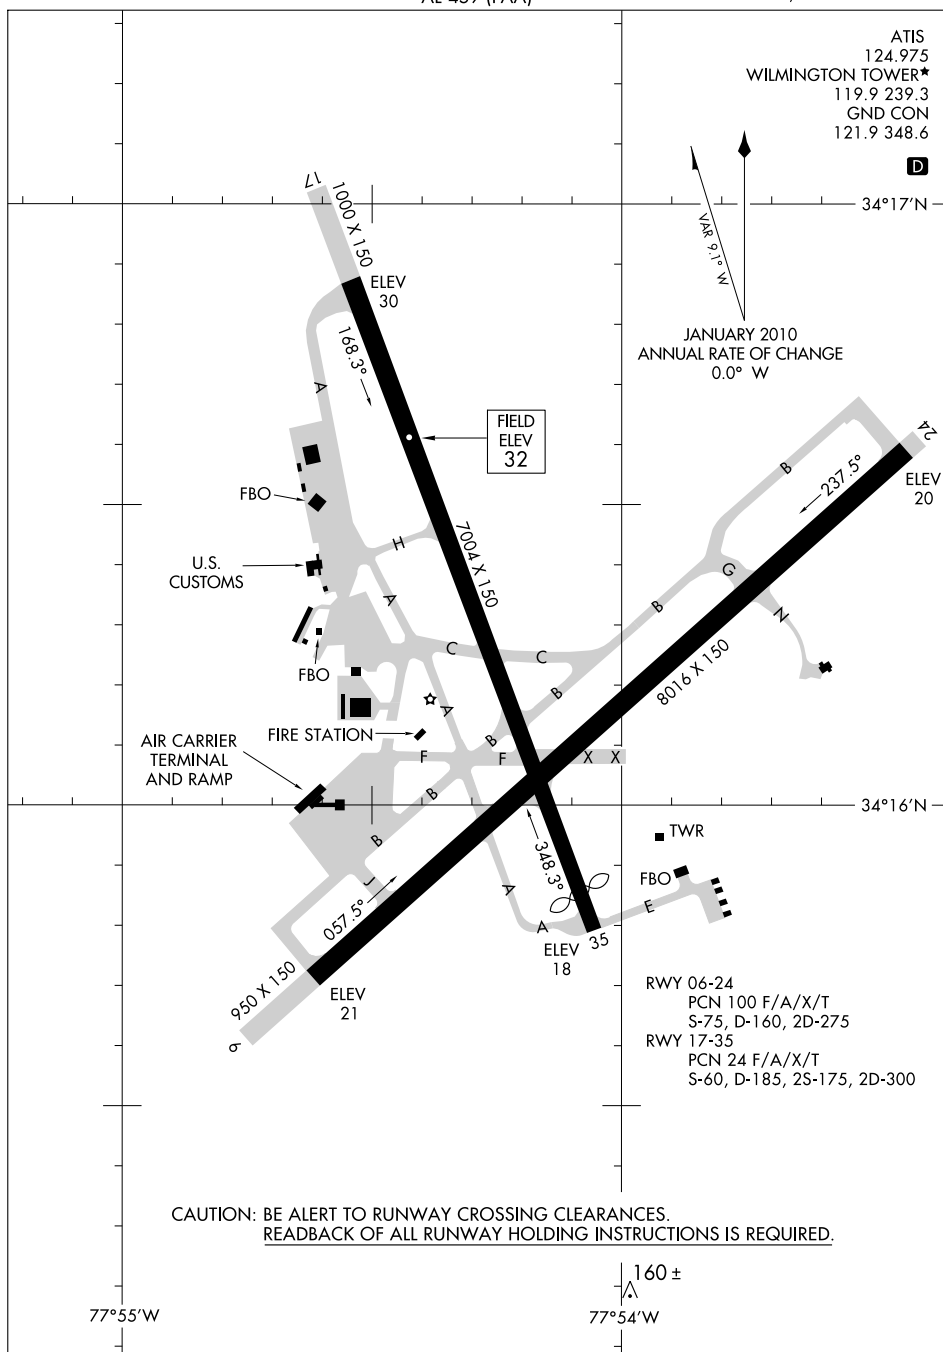 AL-459 (FAA)
ATIS
124.975
WILMINGTON TOWER★
119.9 239.3
GND CON
121.9 348.6
D
34°17'N
VAR 9.1° W
JANUARY 2010
ANNUAL RATE OF CHANGE
0.0° W
17
1000 X 150
ELEV
30
168.3°
A
FIELD
ELEV
32
24
B
237.5°
ELEV
20
FBO
7004 X 150
H
U.S.
CUSTOMS
G
A
B
N
C
C
FBO
B
8016 X 150
A
FIRE STATION
B
AIR CARRIER
TERMINAL
AND RAMP
F
F
X
X
B
34°16'N
TWR
B
348.3°
FBO
J
A
E
057.5°
A
35
ELEV
18
950 X 150
ELEV
21
6
RWY 06-24
PCN 100 F/A/X/T
S-75, D-160, 2D-275
RWY 17-35
PCN 24 F/A/X/T
S-60, D-185, 2S-175, 2D-300
CAUTION: BE ALERT TO RUNWAY CROSSING CLEARANCES.
READBACK OF ALL RUNWAY HOLDING INSTRUCTIONS IS REQUIRED.
160 ±
77°55'W
77°54'W